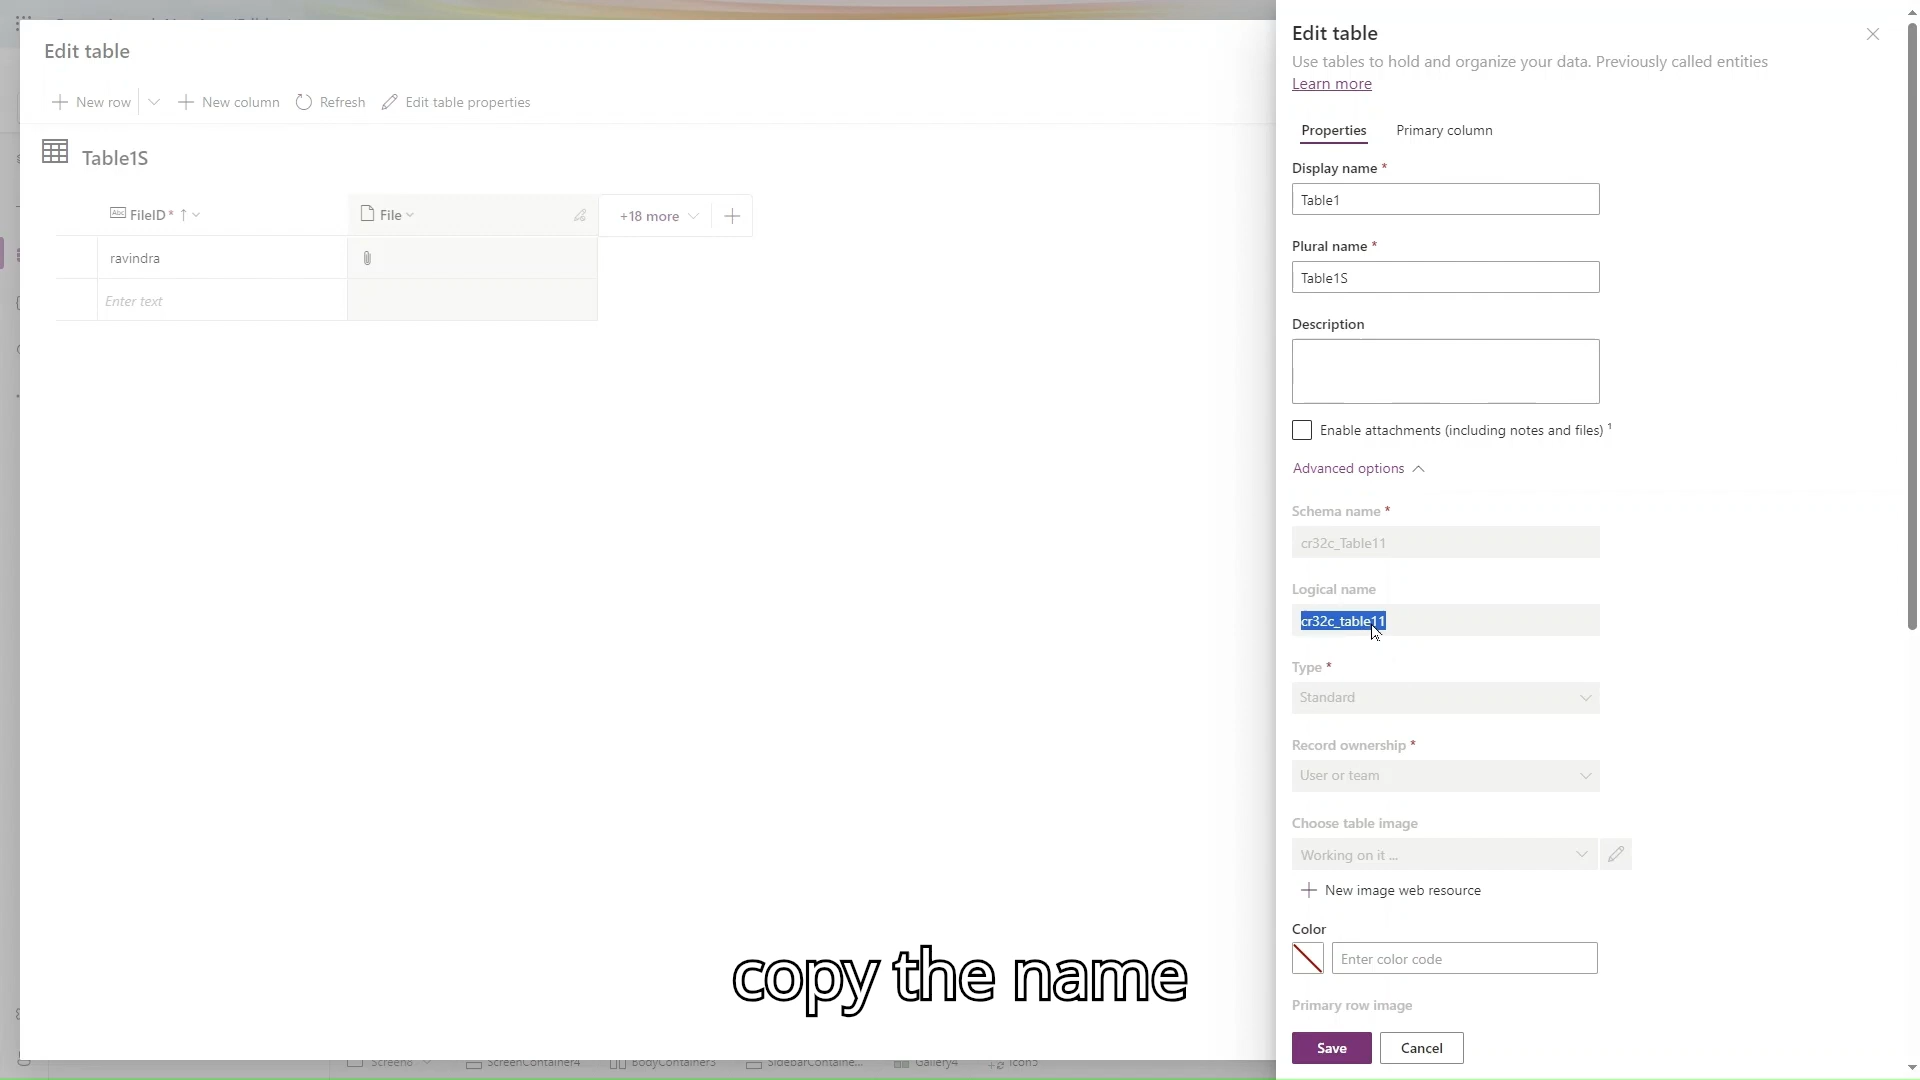 Edit table
New row
New column
Refresh
Edit table properties
Table1S
Abc FileID * ↑
File
+18 more
ravindra
Enter text
Edit table
Use tables to hold and organize your data. Previously called entities
Learn more
Properties
Primary column
Display name *
Table1
Plural name *
Table1S
Description
Enable attachments (including notes and files) 1
Advanced options
Schema name *
cr32c_Table11
Logical name
cr32c_table11
Type *
Standard
Record ownership *
User or team
Choose table image
Working on it ...
New image web resource
Color
Enter color code
Primary row image
Save
Cancel
copy the name
Screen8
ScreenContainer4
BodyContainer3
SidebarContaine...
Gallery4
Icon5